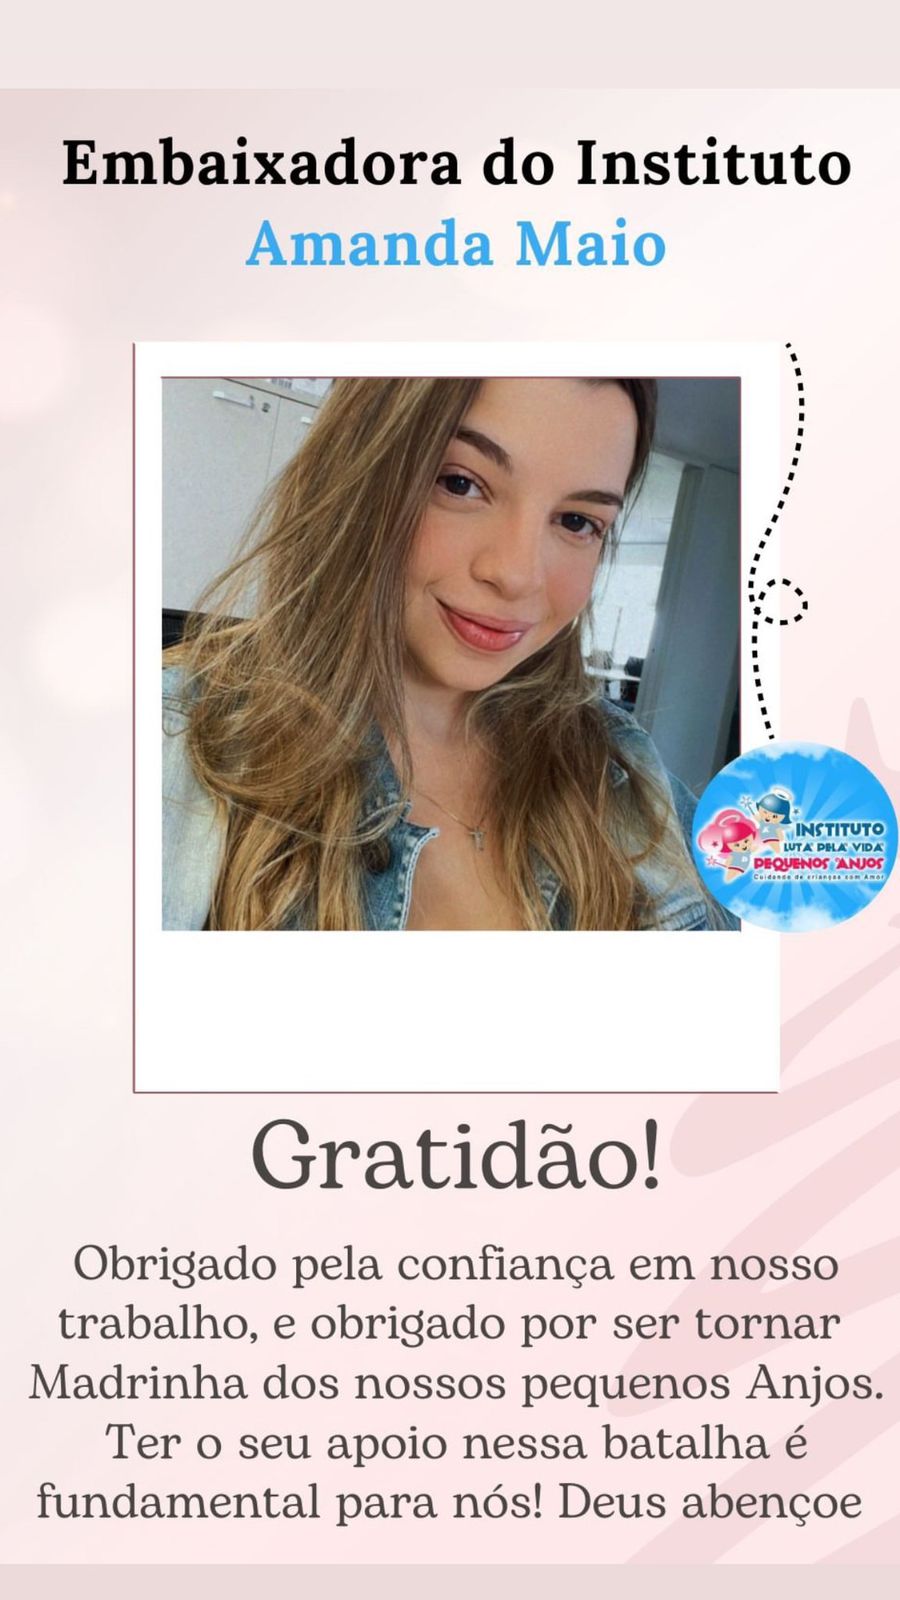 Embaixadora do Instituto
Amanda Maio
INSTITUTO
LUTA PELA VIDA
PEQUENOS ANJOS
Cuidando de crianças com Amor
Gratidão!
Obrigado pela confiança em nosso
trabalho, e obrigado por ser tornar
Madrinha dos nossos pequenos Anjos.
Ter o seu apoio nessa batalha é
fundamental para nós! Deus abençoe